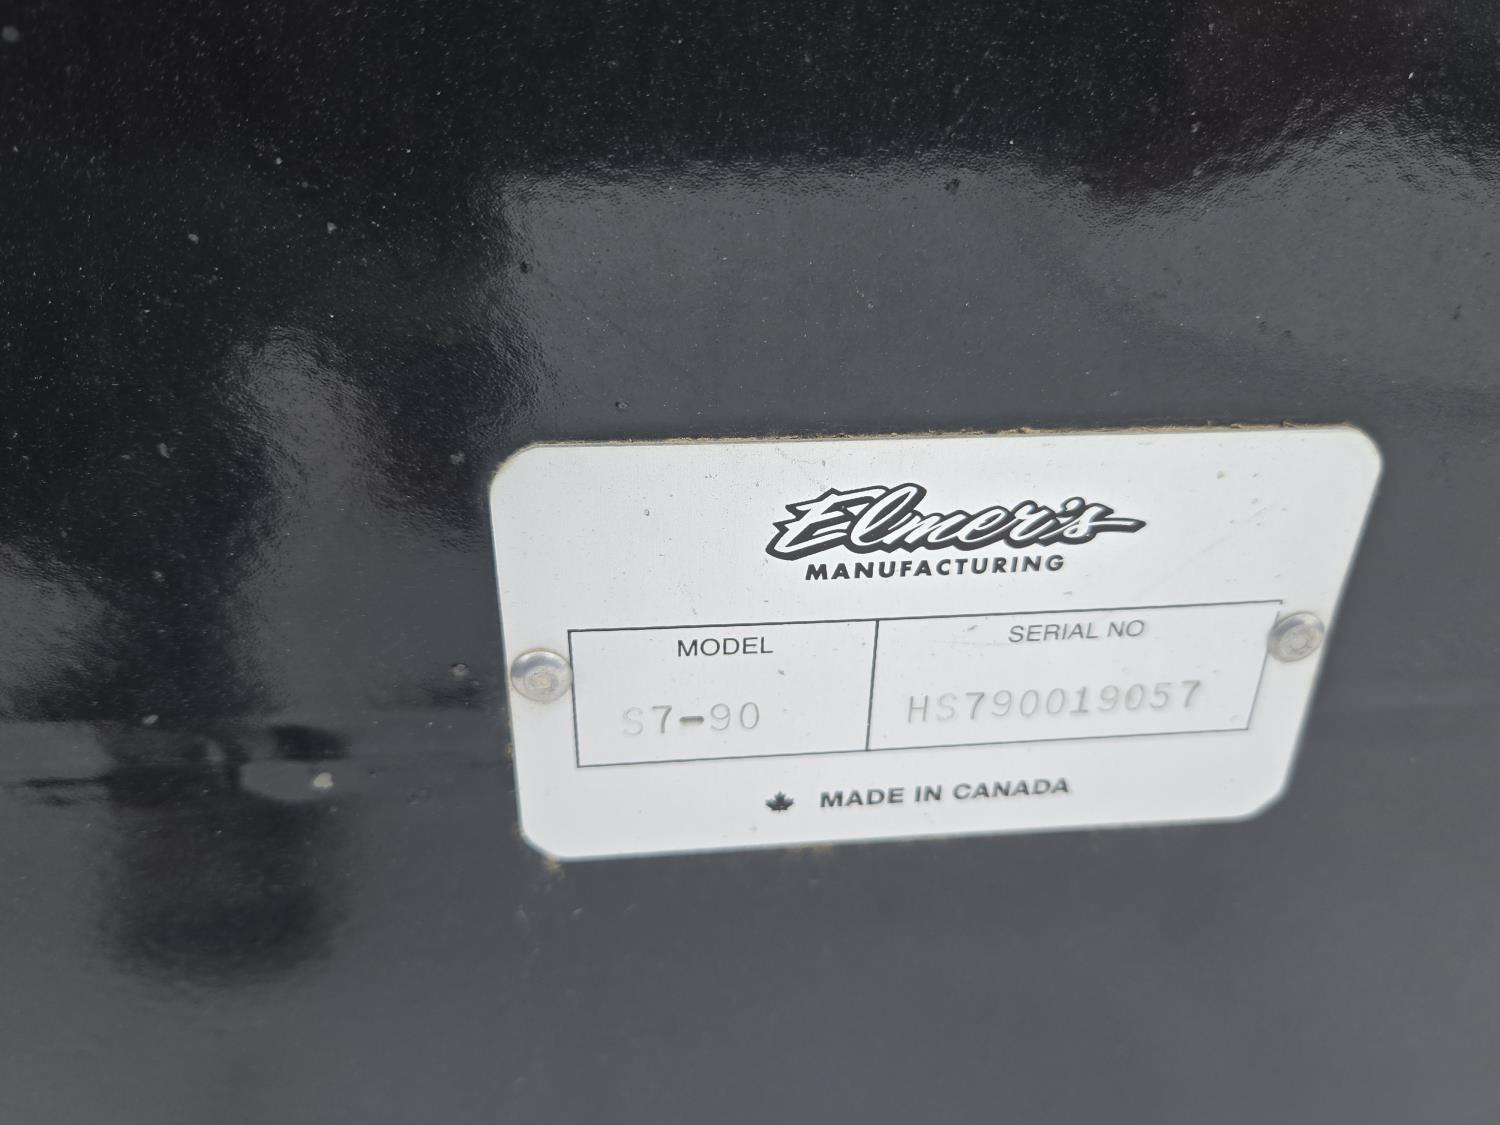 Elmer's
MANUFACTURING
MODEL
SERIAL NO
S7-90
HS790019057
MADE IN CANADA